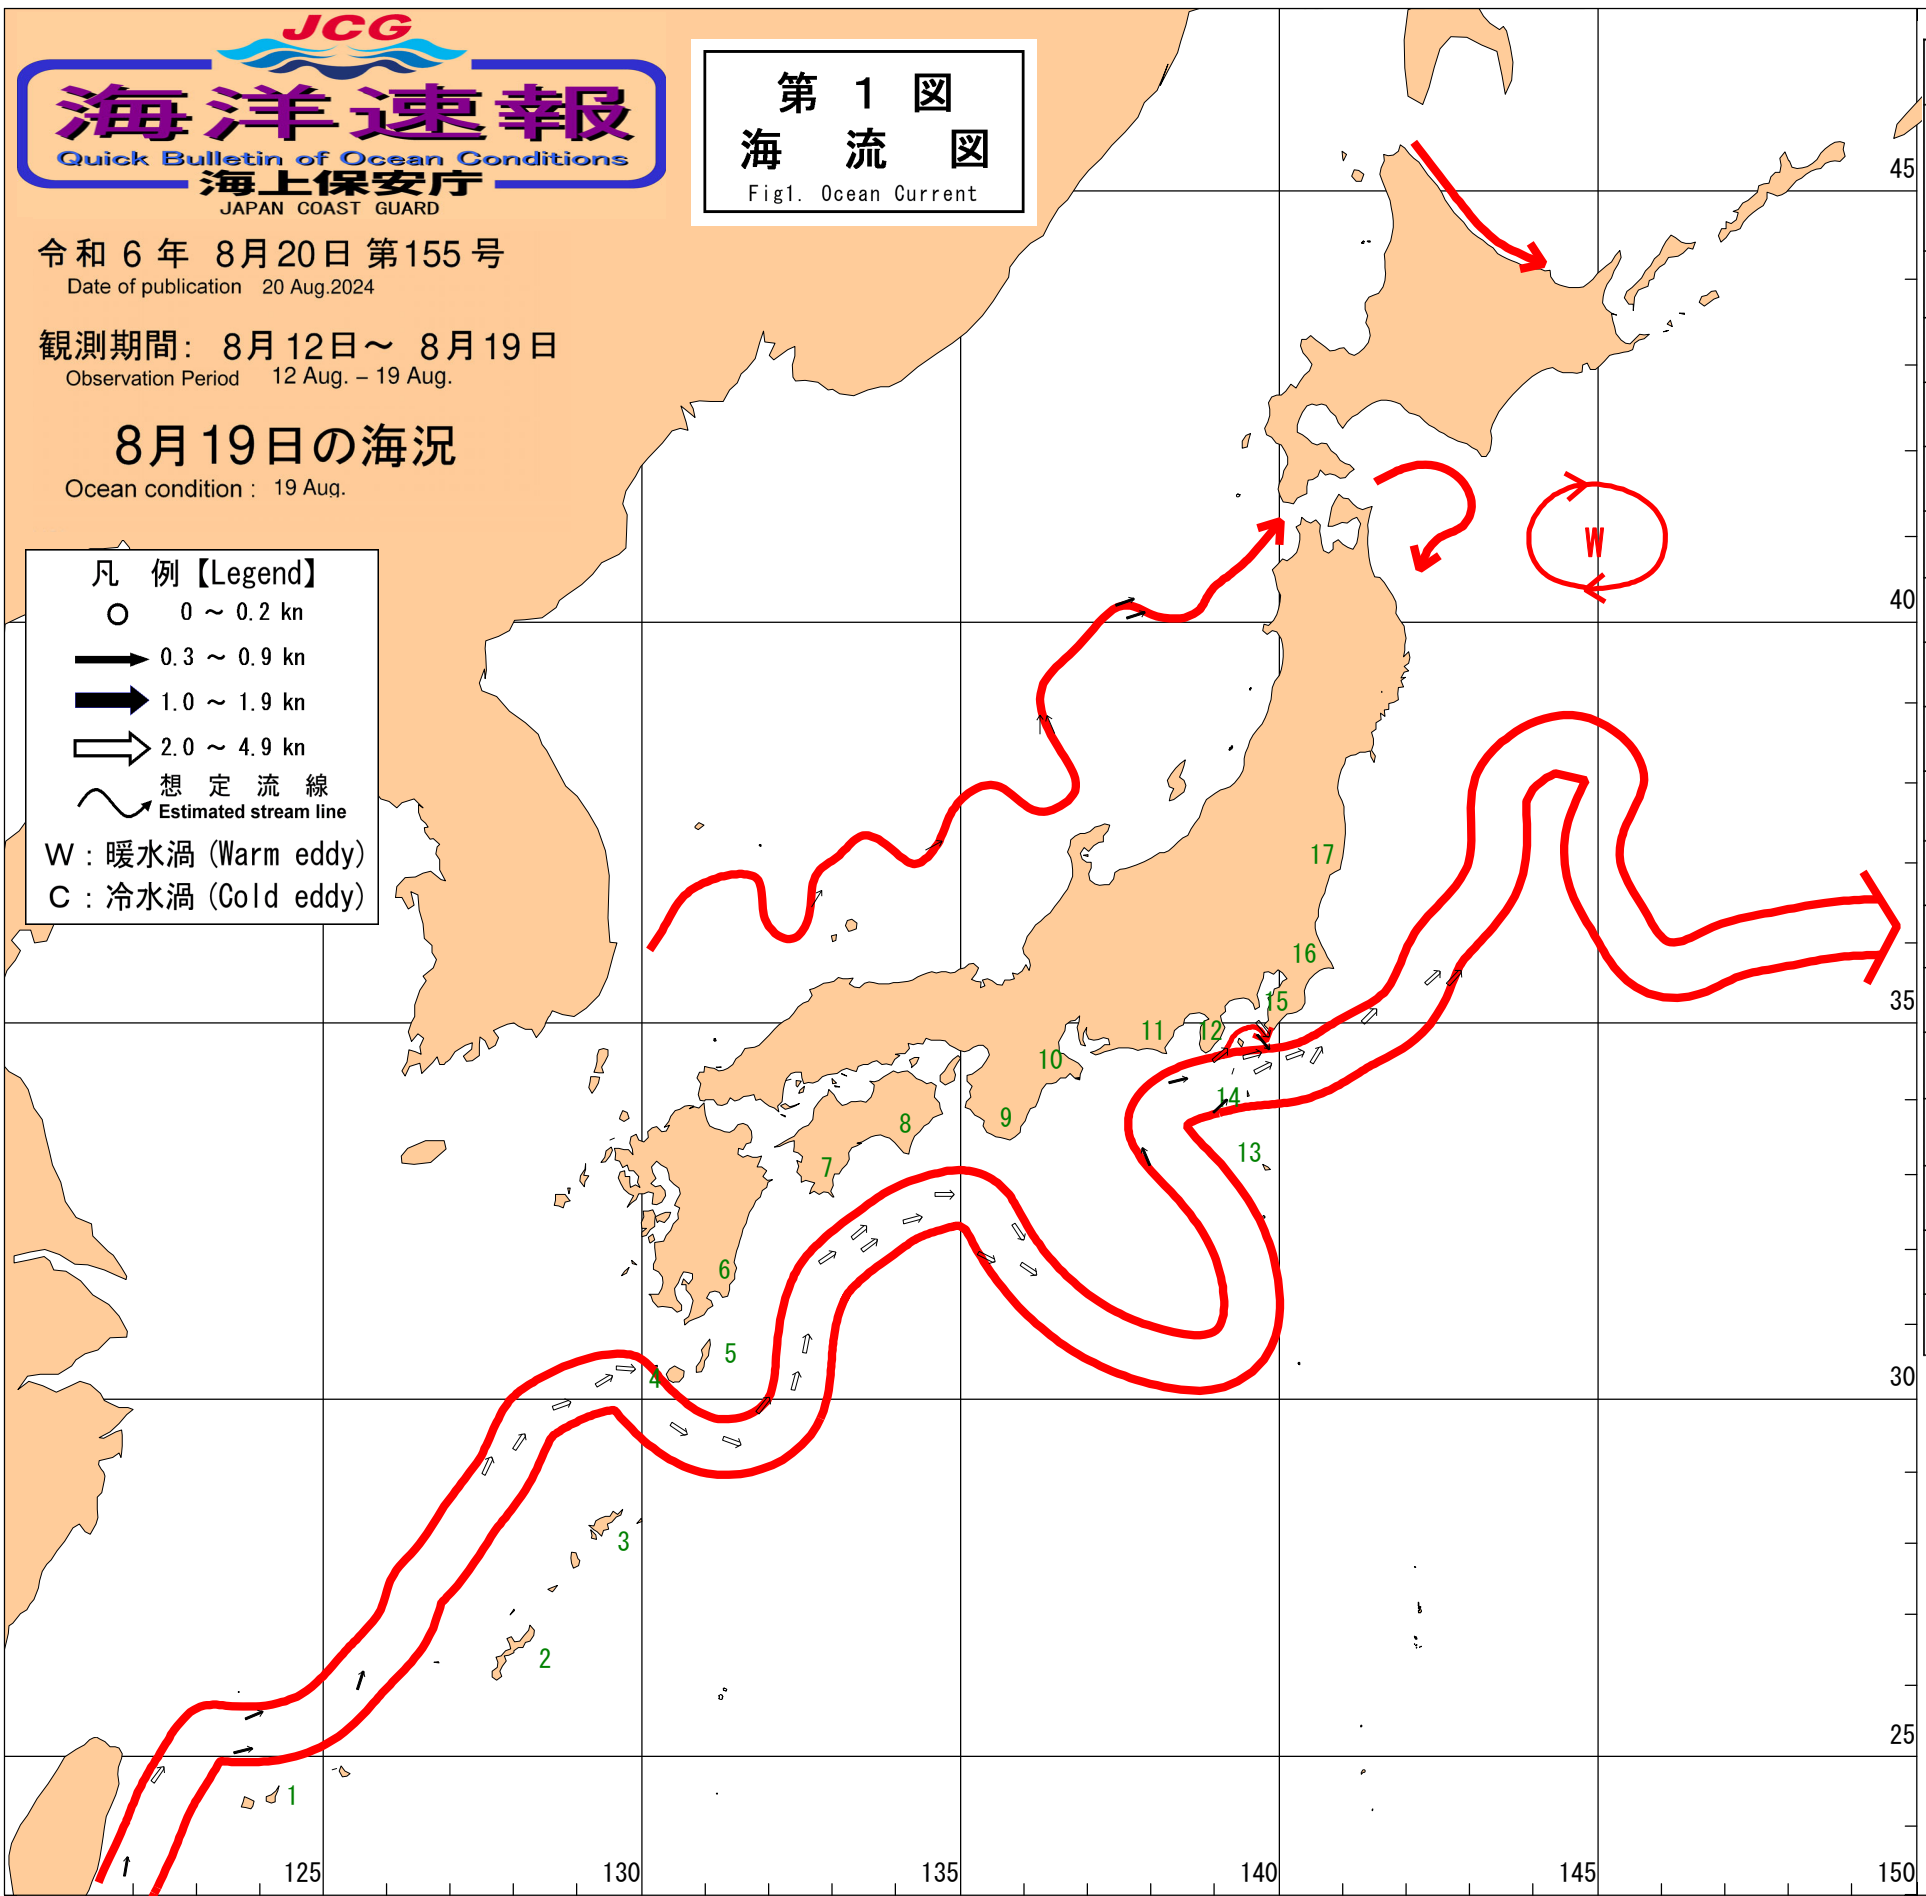 JCG
海洋速報
Quick Bulletin of Ocean Conditions
海上保安庁
JAPAN COAST GUARD
令和 6 年 8月20日 第155号
Date of publication 20 Aug.2024
観測期間: 8月12日～ 8月19日
Observation Period 12 Aug. – 19 Aug.
8月19日の海況
Ocean condition : 19 Aug.
第 1 図
海 流 図
Fig1. Ocean Current
凡 例【Legend】
0 ～ 0.2 kn
0.3 ～ 0.9 kn
1.0 ～ 1.9 kn
2.0 ～ 4.9 kn
想 定 流 線
Estimated stream line
W : 暖水渦 (Warm eddy)
C : 冷水渦 (Cold eddy)
45
W
40
17
16
15
35
11
12
10
14
9
8
13
7
6
5
4
30
3
2
25
1
125
130
135
140
145
150